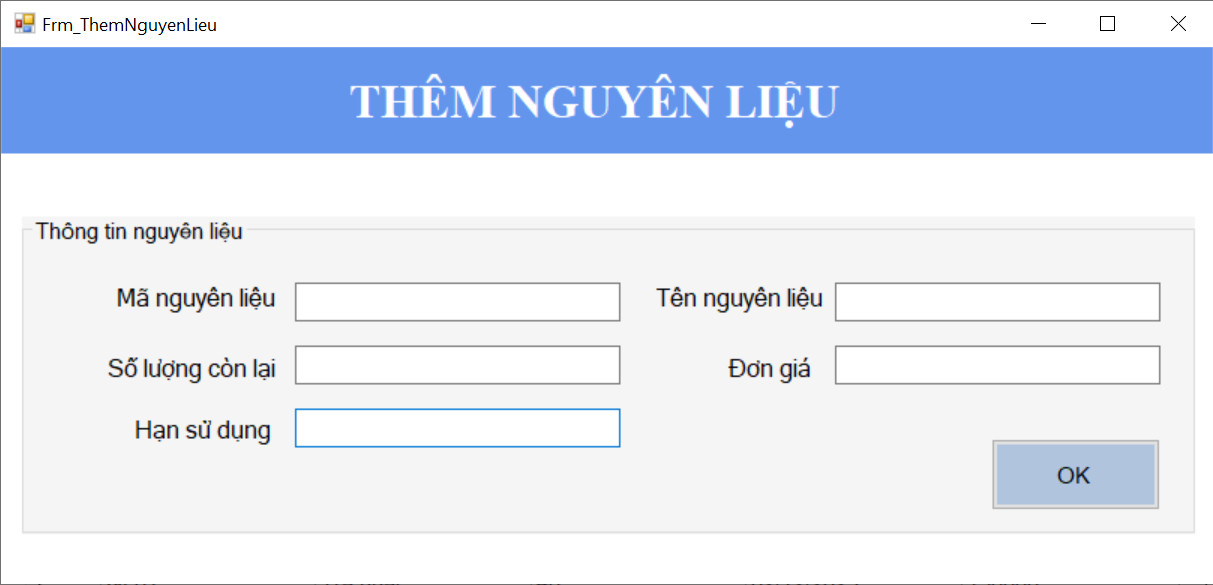 Frm_ThemNguyenLieu
THÊM NGUYÊN LIỆU
Thông tin nguyên liệu
Mã nguyên liệu
Tên nguyên liệu
Số lượng còn lại
Đơn giá
Hạn sử dụng
OK